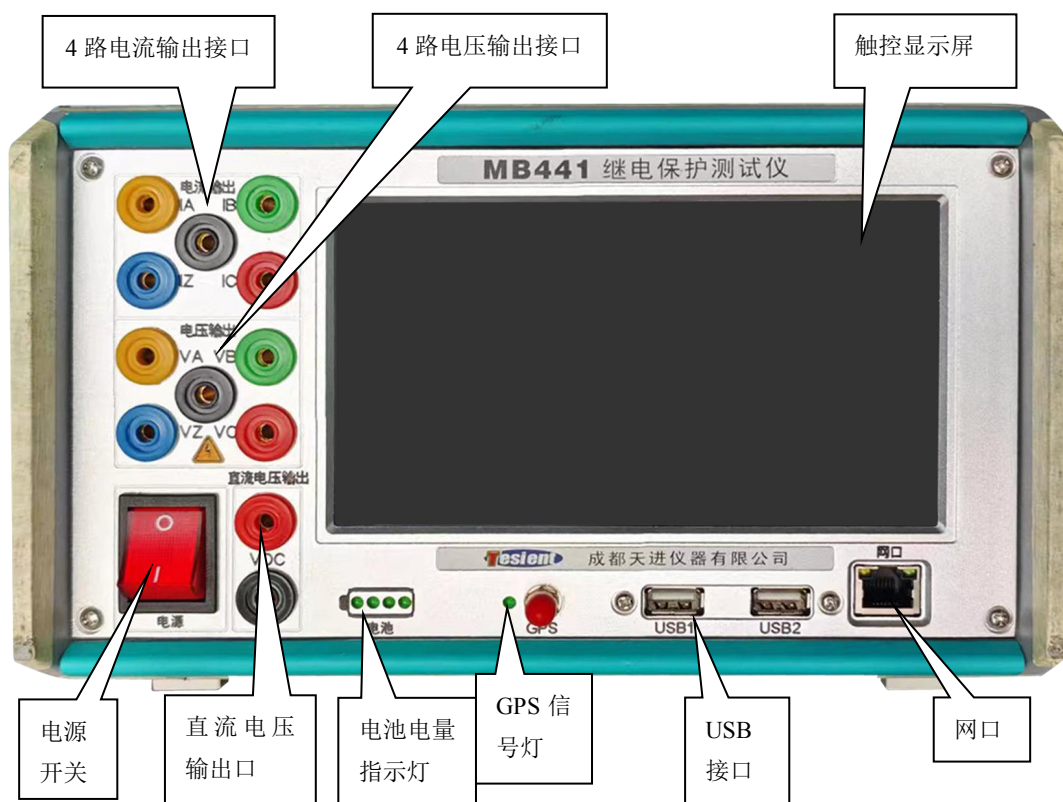 4 路电流输出接口
4 路电压输出接口
触控显示屏
MB441 继电保护测试仪
电流输出
IA IB
IZ IC
电压输出
VA VB
VZ VC
直流电压输出
VDC
O
I
电源
电池
GPS
Tesient 成都天进仪器有限公司
USB1
USB2
网口
电源
开关
直流电压
输出口
电池电量
指示灯
GPS 信
号灯
USB
接口
网口